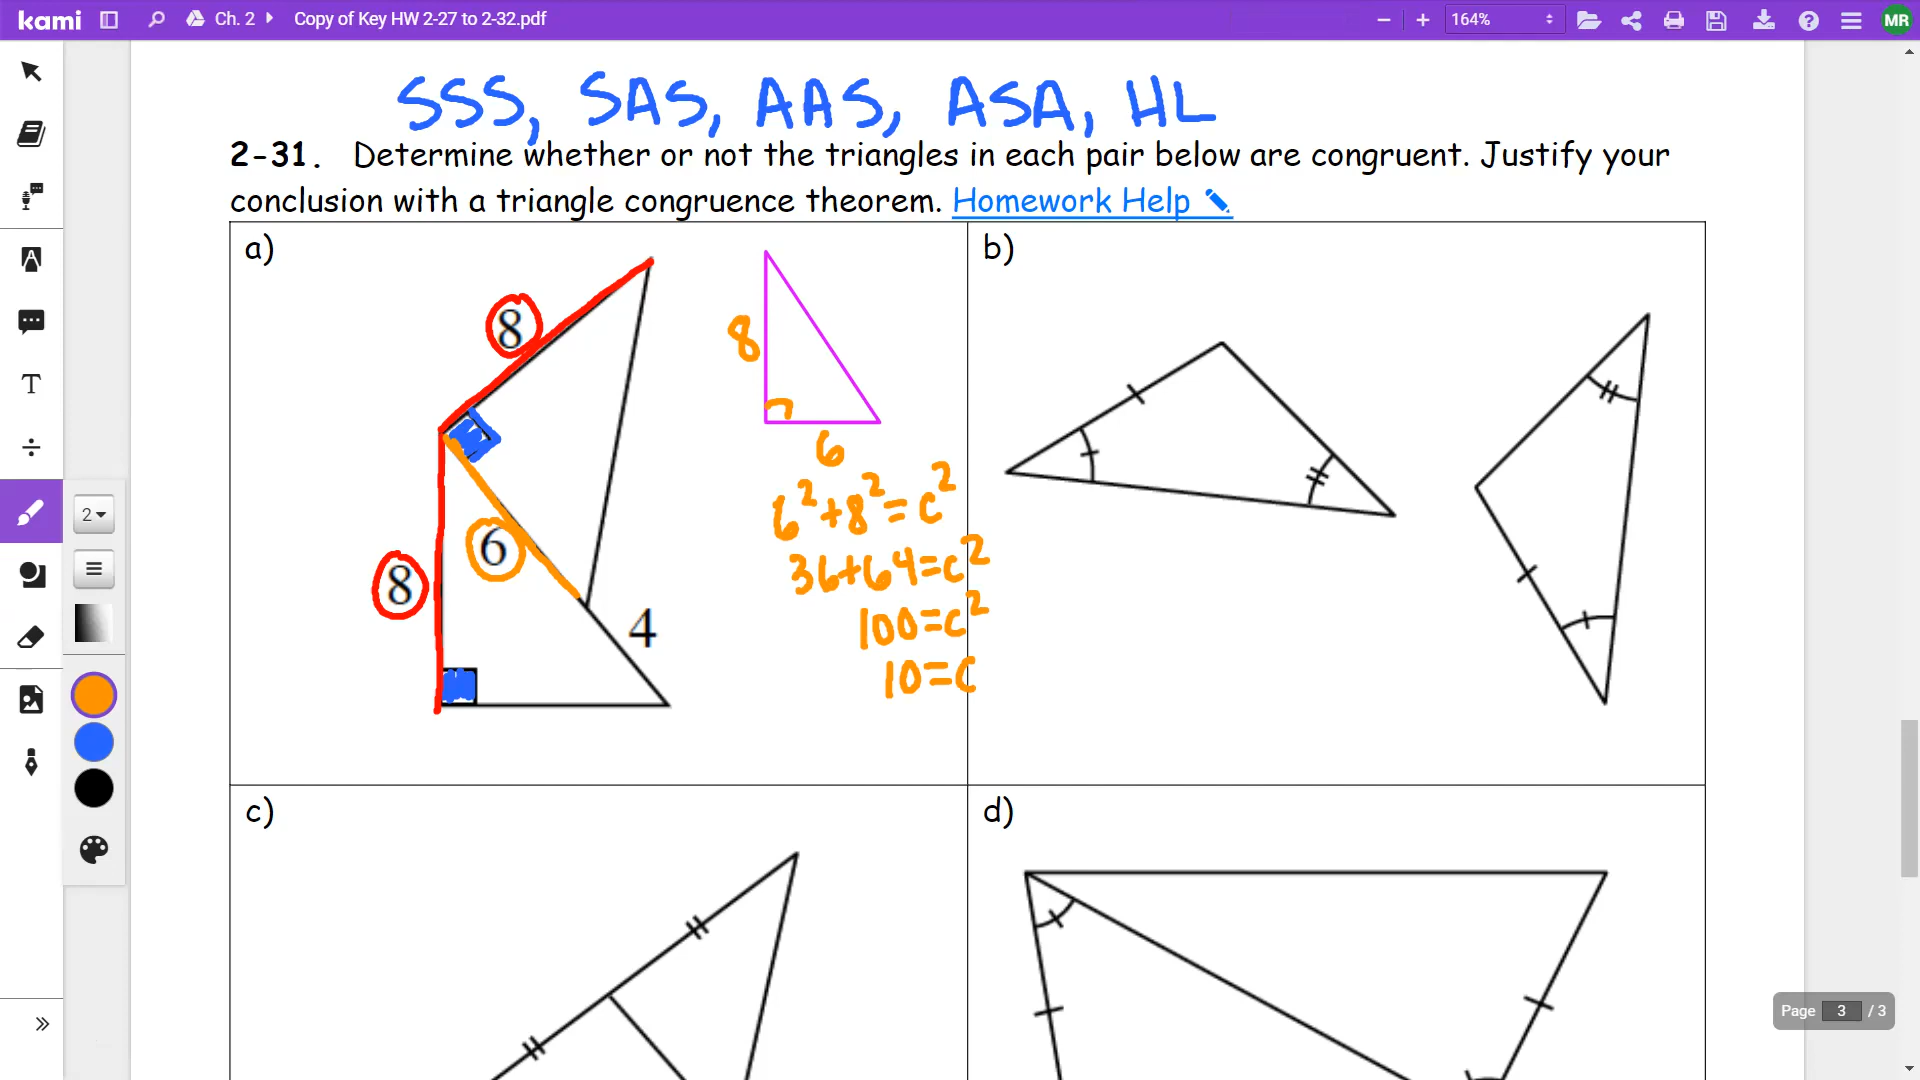 kami Ch. 2 Copy of Key HW 2-27 to 2-32.pdf 164% MR
SSS, SAS, AAS, ASA, HL
2-31. Determine whether or not the triangles in each pair below are congruent. Justify your
conclusion with a triangle congruence theorem. Homework Help
a)
8
8
6
4
8
6
6²+8²=c²
36+64=c²
100=c²
10=c
b)
c)
d)
2
Page 3 / 3